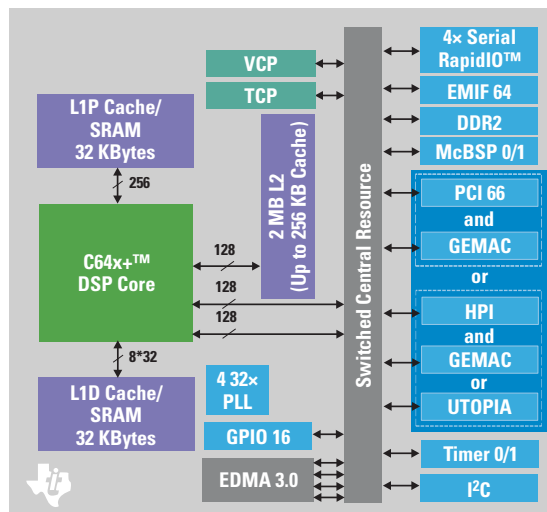 VCP
TCP
L1P Cache/
SRAM
32 KBytes
256
C64x+™
DSP Core
128
128
128
8*32
L1D Cache/
SRAM
32 KBytes
2 MB L2
(Up to 256 KB Cache)
4 32×
PLL
GPIO 16
EDMA 3.0
Switched Central Resource
4× Serial
RapidIO™
EMIF 64
DDR2
McBSP 0/1
PCI 66
and
GEMAC
or
HPI
and
GEMAC
or
UTOPIA
Timer 0/1
I²C